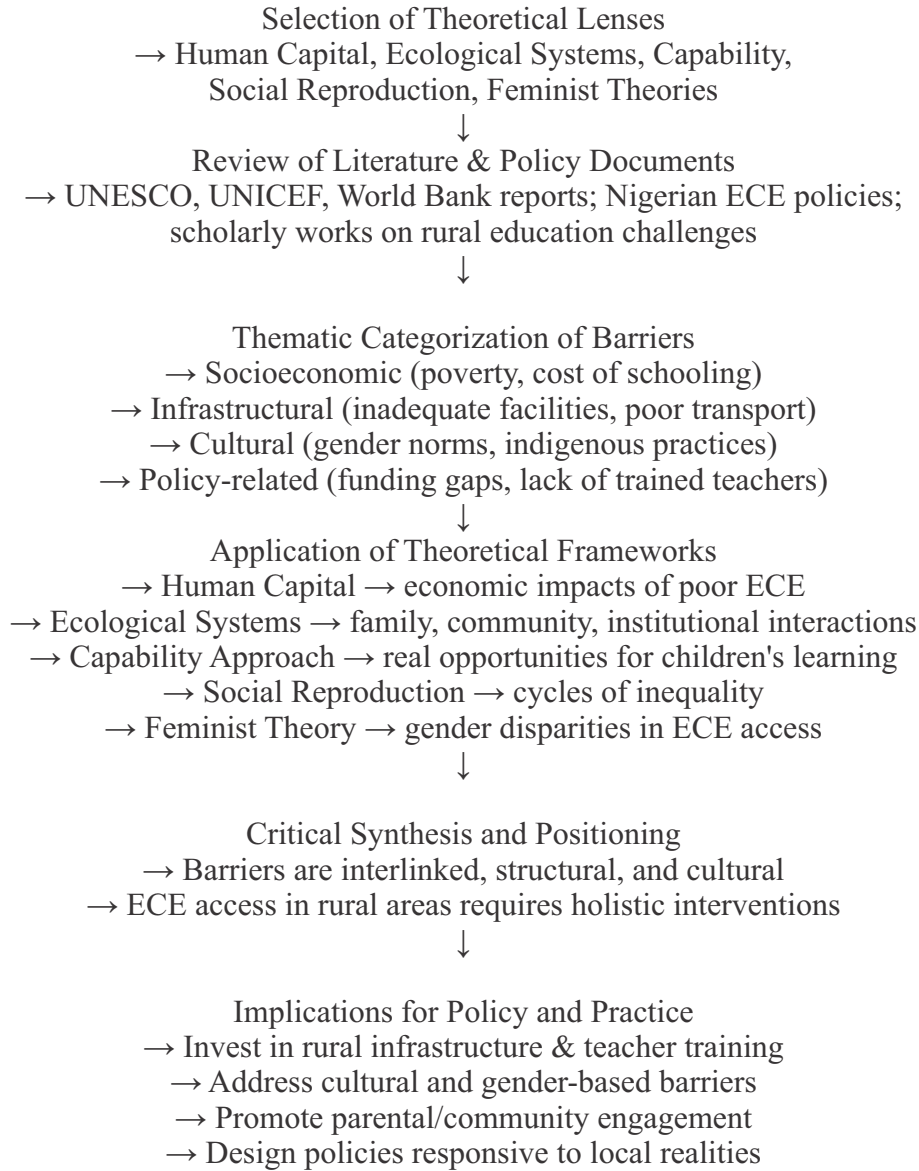 Selection of Theoretical Lenses
→ Human Capital, Ecological Systems, Capability,
Social Reproduction, Feminist Theories
↓
Review of Literature & Policy Documents
→ UNESCO, UNICEF, World Bank reports; Nigerian ECE policies;
scholarly works on rural education challenges
↓
Thematic Categorization of Barriers
→ Socioeconomic (poverty, cost of schooling)
→ Infrastructural (inadequate facilities, poor transport)
→ Cultural (gender norms, indigenous practices)
→ Policy-related (funding gaps, lack of trained teachers)
↓
Application of Theoretical Frameworks
→ Human Capital → economic impacts of poor ECE
→ Ecological Systems → family, community, institutional interactions
→ Capability Approach → real opportunities for children's learning
→ Social Reproduction → cycles of inequality
→ Feminist Theory → gender disparities in ECE access
↓
Critical Synthesis and Positioning
→ Barriers are interlinked, structural, and cultural
→ ECE access in rural areas requires holistic interventions
↓
Implications for Policy and Practice
→ Invest in rural infrastructure & teacher training
→ Address cultural and gender-based barriers
→ Promote parental/community engagement
→ Design policies responsive to local realities